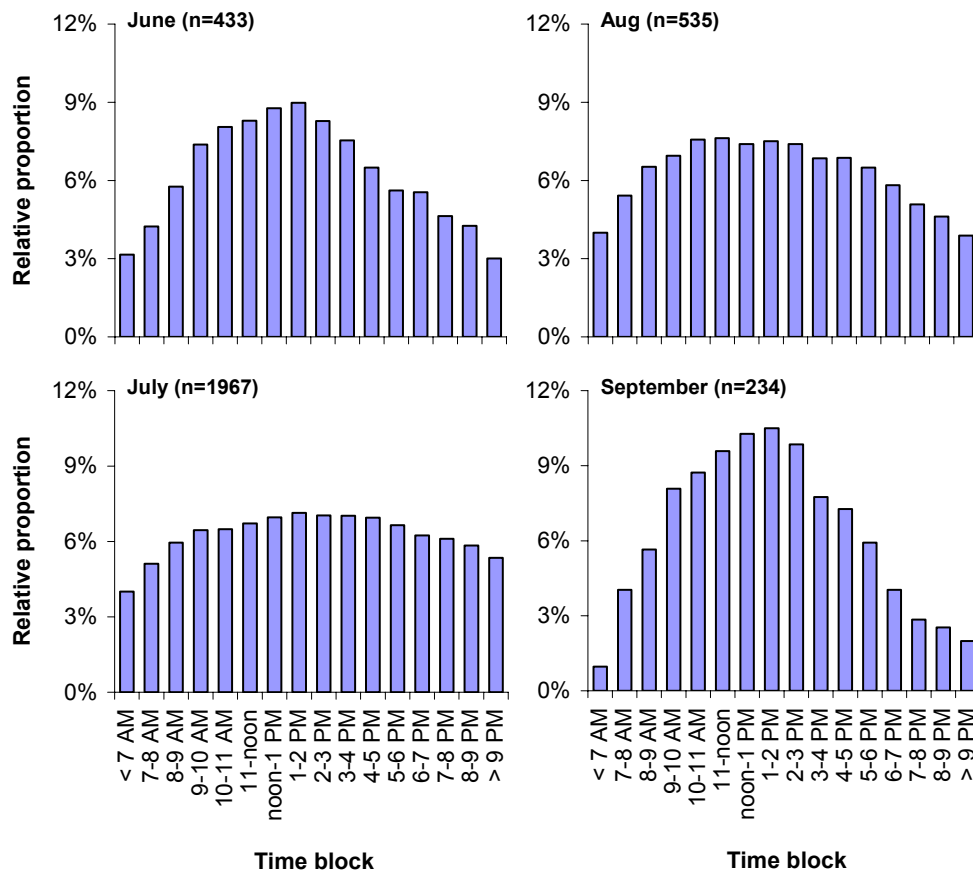 June (n=433)
12%
9%
6%
3%
0%
Relative proportion
Aug (n=535)
12%
9%
6%
3%
0%
July (n=1967)
12%
9%
6%
3%
0%
Relative proportion
< 7 AM
7-8 AM
8-9 AM
9-10 AM
10-11 AM
11-noon
noon-1 PM
1-2 PM
2-3 PM
3-4 PM
4-5 PM
5-6 PM
6-7 PM
7-8 PM
8-9 PM
> 9 PM
Time block
September (n=234)
12%
9%
6%
3%
0%
< 7 AM
7-8 AM
8-9 AM
9-10 AM
10-11 AM
11-noon
noon-1 PM
1-2 PM
2-3 PM
3-4 PM
4-5 PM
5-6 PM
6-7 PM
7-8 PM
8-9 PM
> 9 PM
Time block